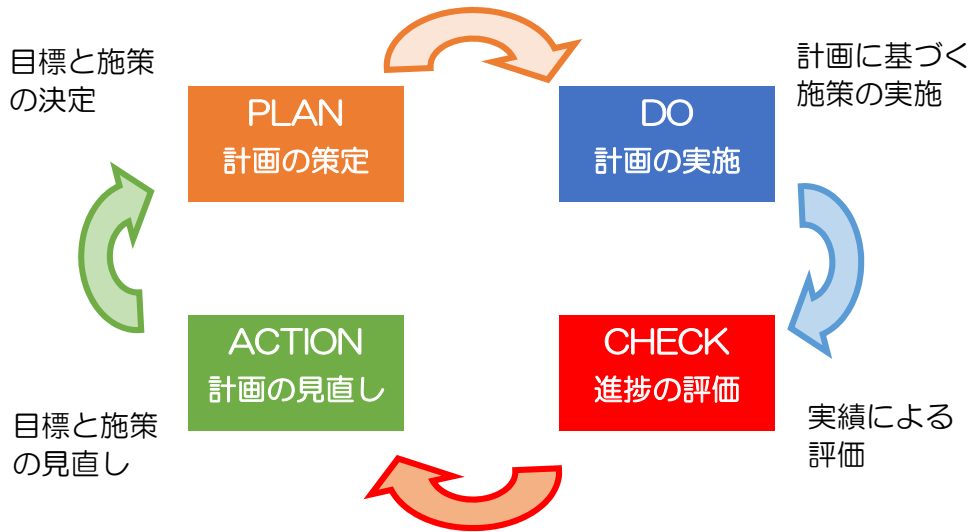 目標と施策
の決定
PLAN
計画の策定
DO
計画の実施
計画に基づく
施策の実施
ACTION
計画の見直し
CHECK
進捗の評価
目標と施策
の見直し
実績による
評価